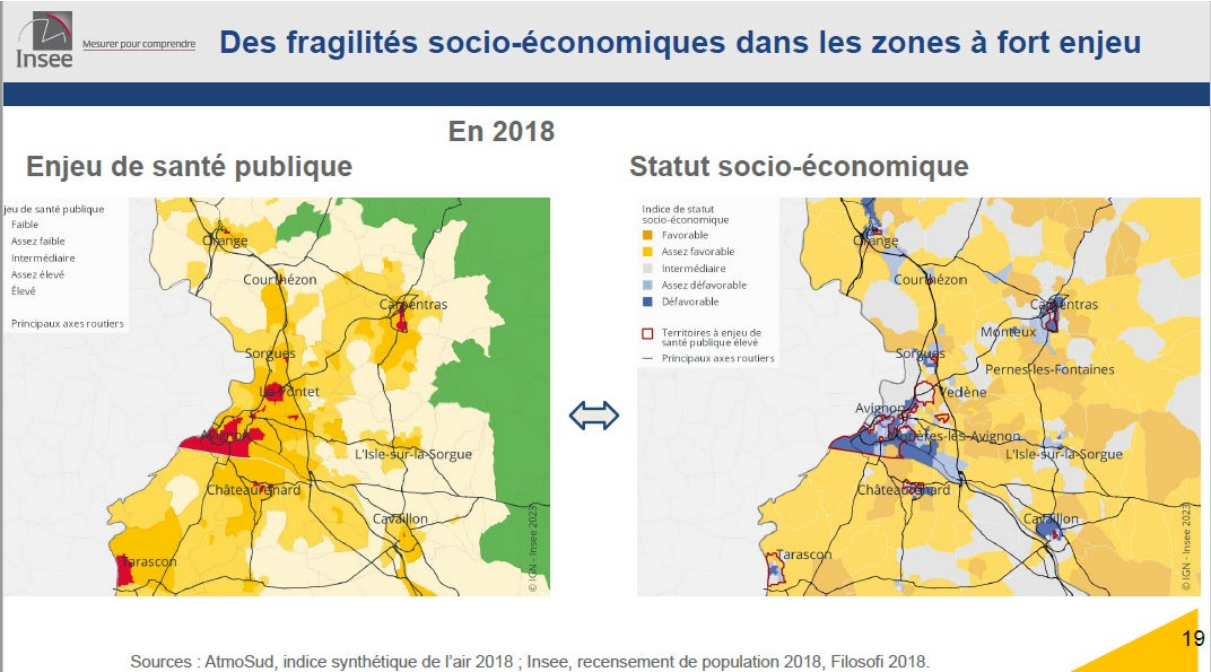 Insee
Mesurer pour comprendre
Des fragilités socio-économiques dans les zones à fort enjeu
En 2018
Enjeu de santé publique
Statut socio-économique
jeu de santé publique
Faible
Assez faible
Intermédiaire
Assez élevé
Élevé
Principaux axes routiers
Orange
Courthézon
Carpentras
Sorgues
Le Pontet
Avignon
L'Isle-sur-la-Sorgue
Châteaurenard
Cavaillon
Tarascon
© IGN - Insee 2023
Indice de statut
socio-économique
Favorable
Assez favorable
Intermédiaire
Assez défavorable
Défavorable
Territoires à enjeu de
santé publique élevé
Principaux axes routiers
Orange
Courthézon
Carpentras
Monteux
Sorgues
Pernes-les-Fontaines
Vedène
Avignon
Morières-lès-Avignon
L'Isle-sur-la-Sorgue
Châteaurenard
Cavaillon
Tarascon
© IGN - Insee 2023
19
Sources : AtmoSud, indice synthétique de l'air 2018 ; Insee, recensement de population 2018, Filosofi 2018.